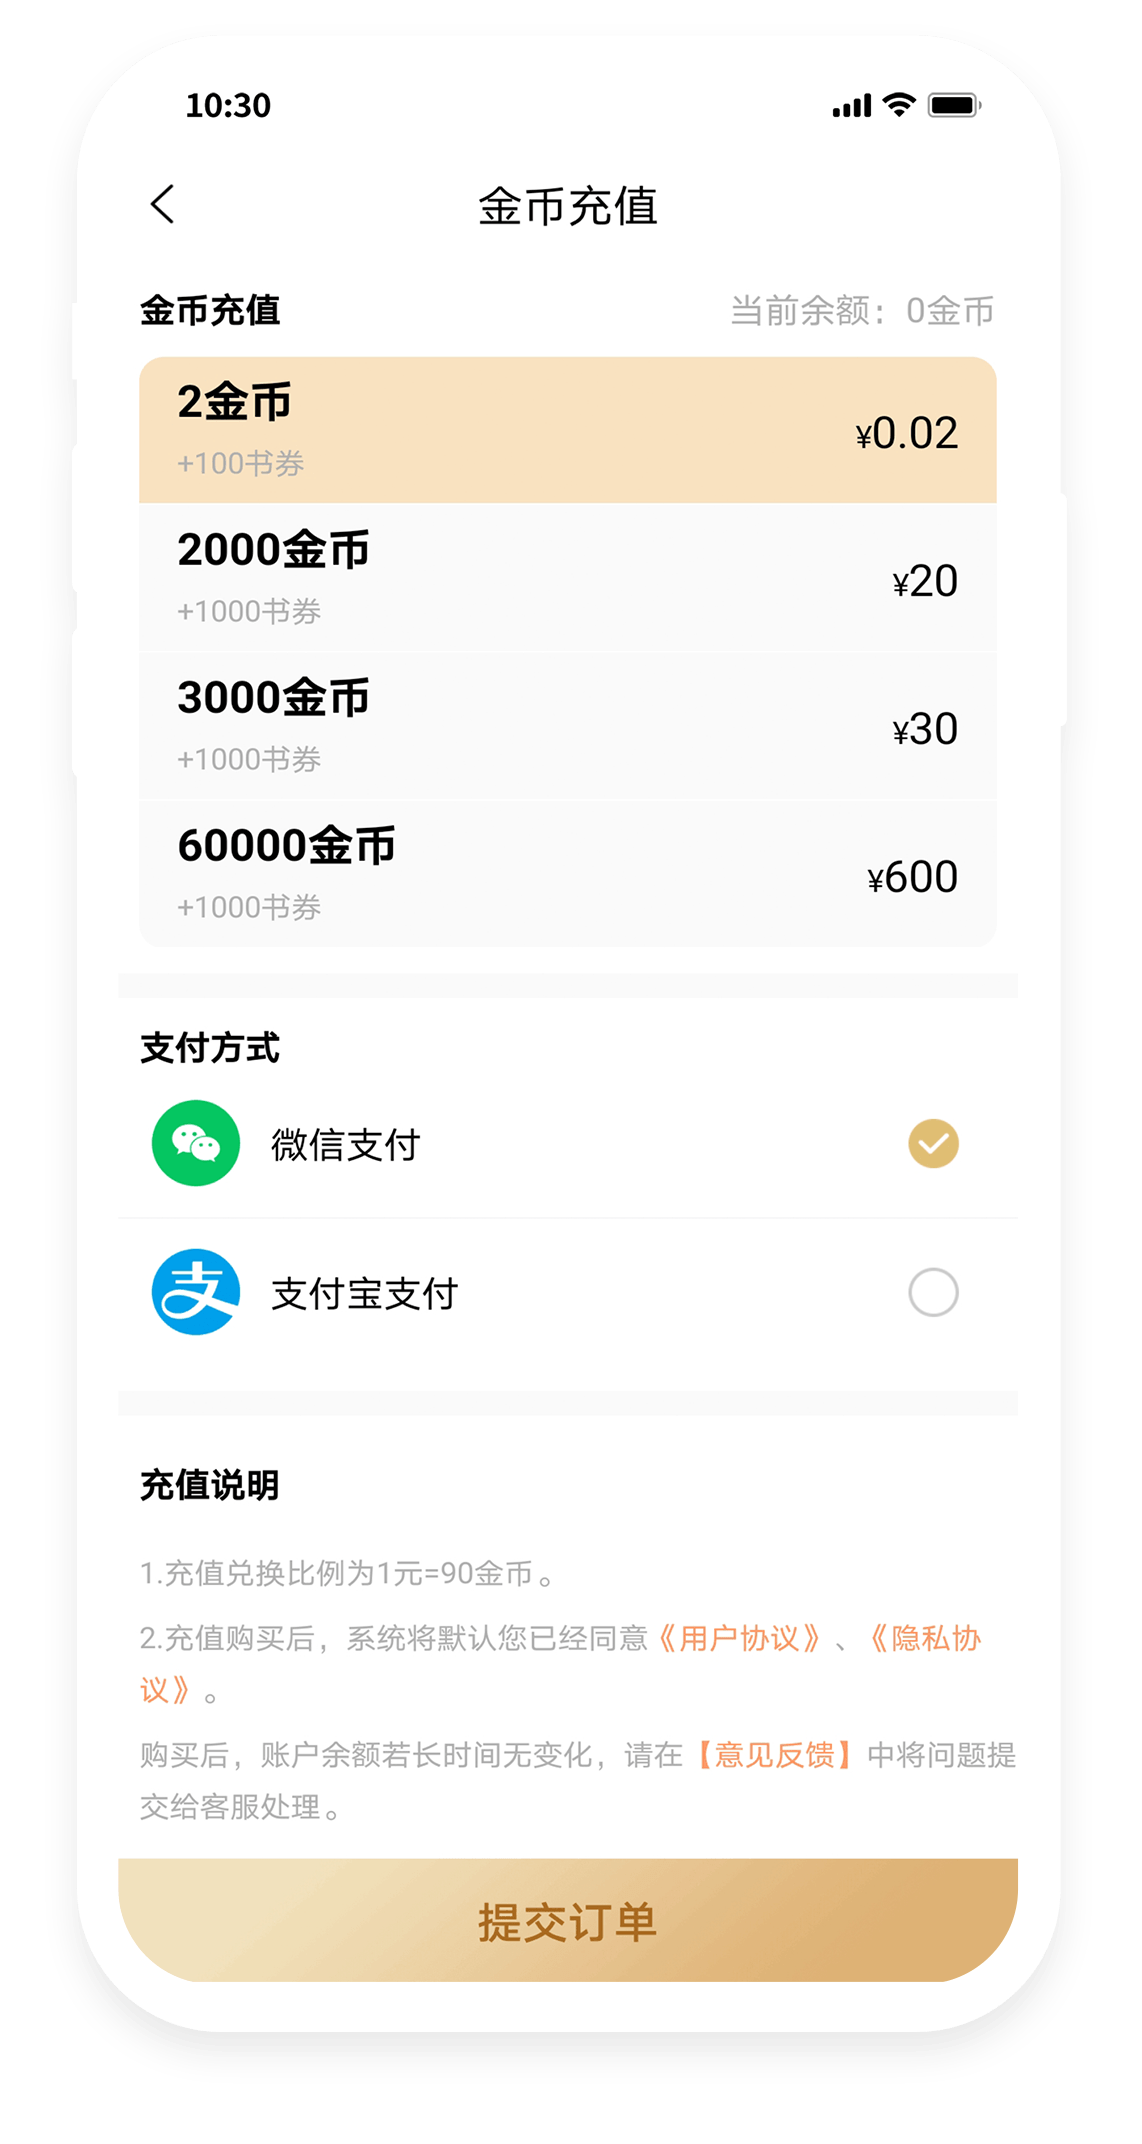 10:30
金币充值
金币充值
当前余额：0金币
2金币
+100书券
¥0.02
2000金币
+1000书券
¥20
3000金币
+1000书券
¥30
60000金币
+1000书券
¥600
支付方式
微信支付
支
支付宝支付
充值说明
1.充值兑换比例为1元=90金币。
2.充值购买后，系统将默认您已经同意《用户协议》、《隐私协
议》。
购买后，账户余额若长时间无变化，请在【意见反馈】中将问题提
交给客服处理。
提交订单